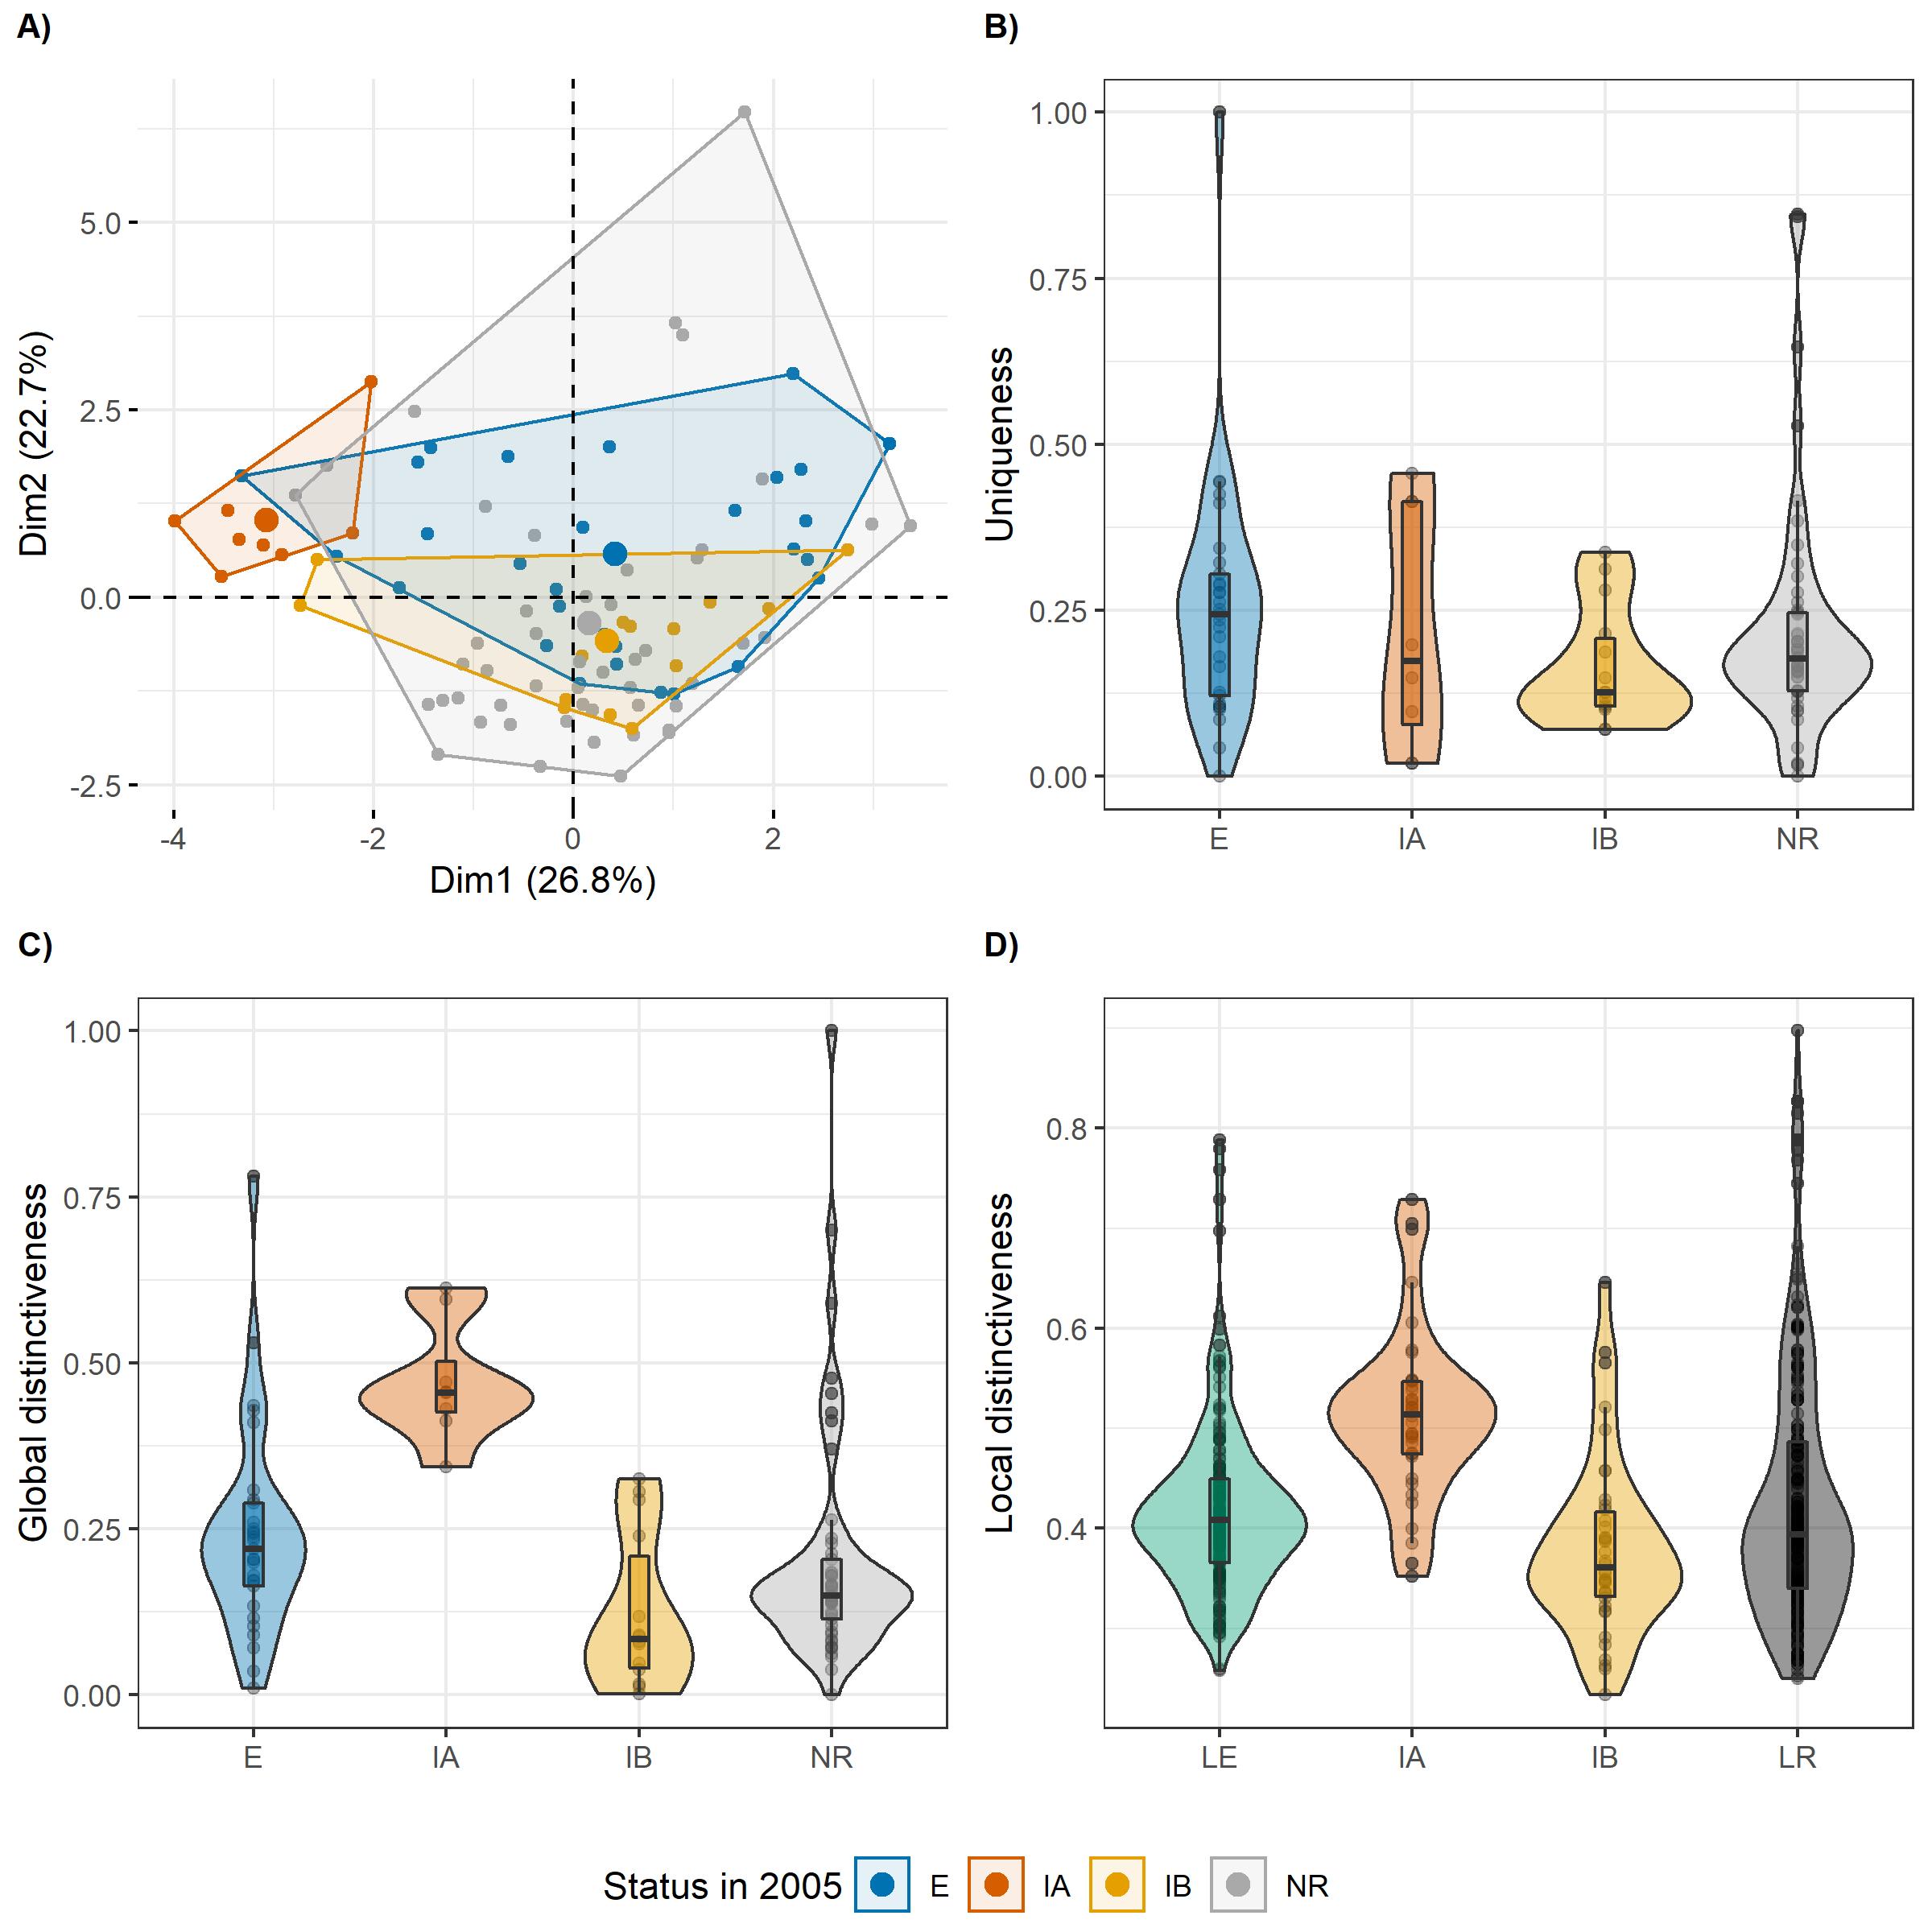 A)
Dim2 (22.7%)
5.0
2.5
0.0
-2.5
-4
-2
0
2
Dim1 (26.8%)
B)
Uniqueness
1.00
0.75
0.50
0.25
0.00
E
IA
IB
NR
C)
Global distinctiveness
1.00
0.75
0.50
0.25
0.00
E
IA
IB
NR
D)
Local distinctiveness
0.8
0.6
0.4
LE
IA
IB
LR
Status in 2005 E IA IB NR